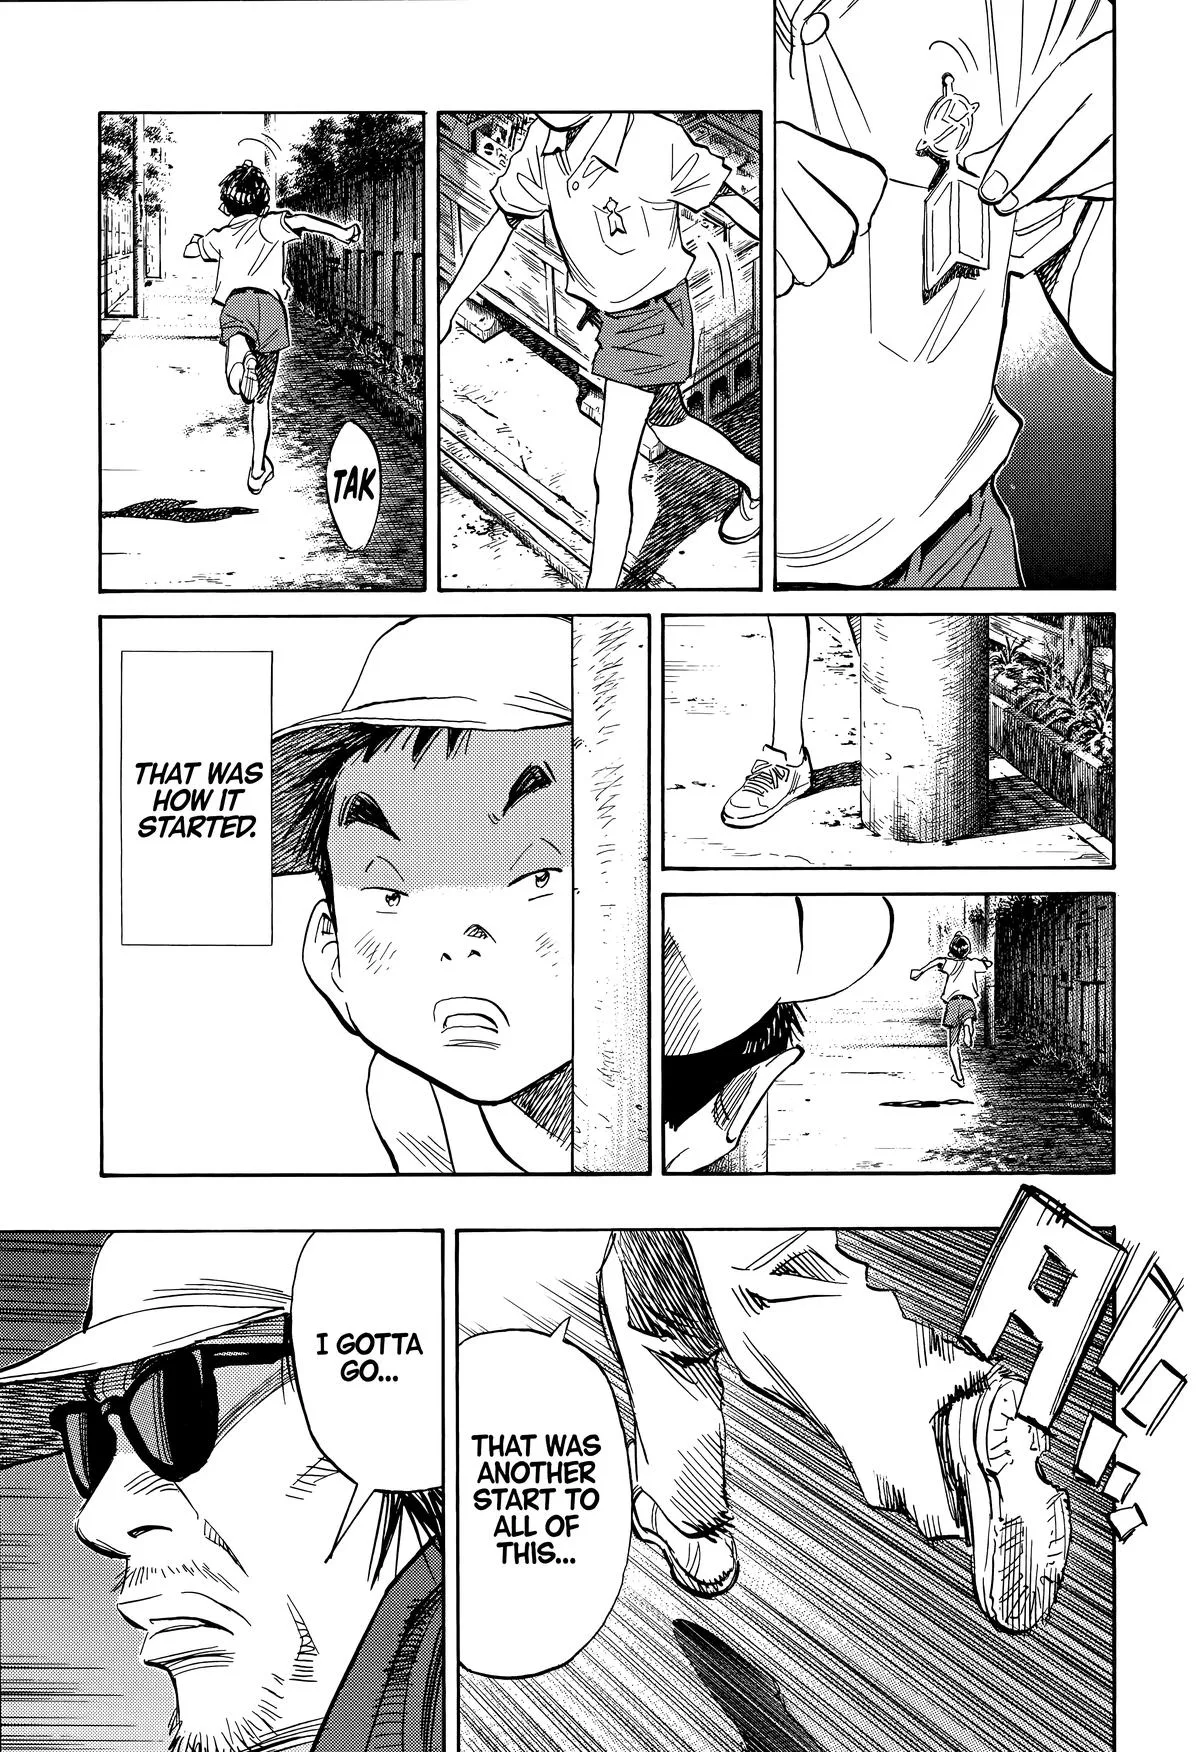 TAK
THAT WAS
HOW IT
STARTED.
THAT WAS
ANOTHER
START TO
ALL OF
THIS...
I GOTTA
GO...